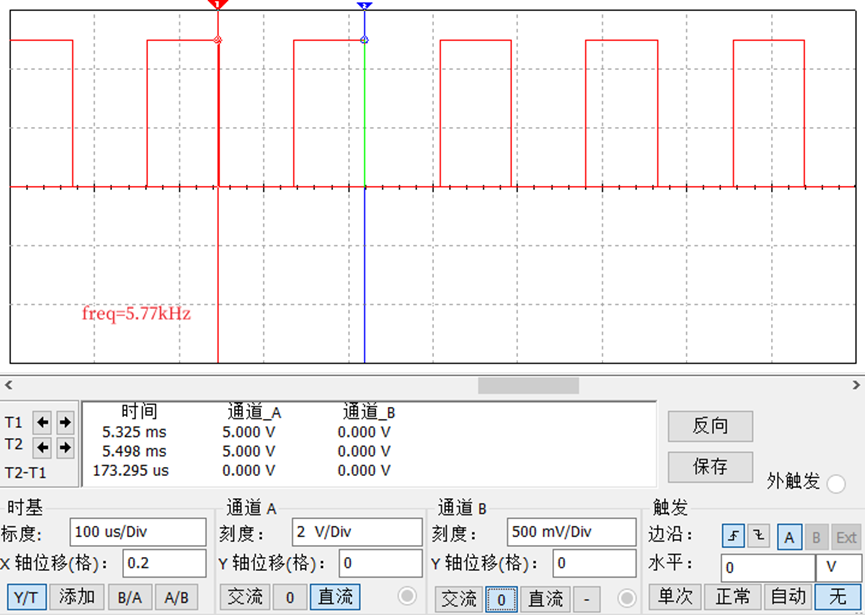 1
2
freq=5.77kHz
时间 通道_A 通道_B
T1 5.325 ms 5.000 V 0.000 V
T2 5.498 ms 5.000 V 0.000 V
T2-T1 173.295 us 0.000 V 0.000 V
反向
保存
外触发
时基
标度: 100 us/Div
X 轴位移(格): 0.2
Y/T 添加 B/A A/B
通道 A
刻度: 2 V/Div
Y 轴位移(格): 0
交流 0 直流
通道 B
刻度: 500 mV/Div
Y 轴位移(格): 0
交流 0 直流 -
触发
边沿: A B Ext
水平: 0 V
单次 正常 自动 无